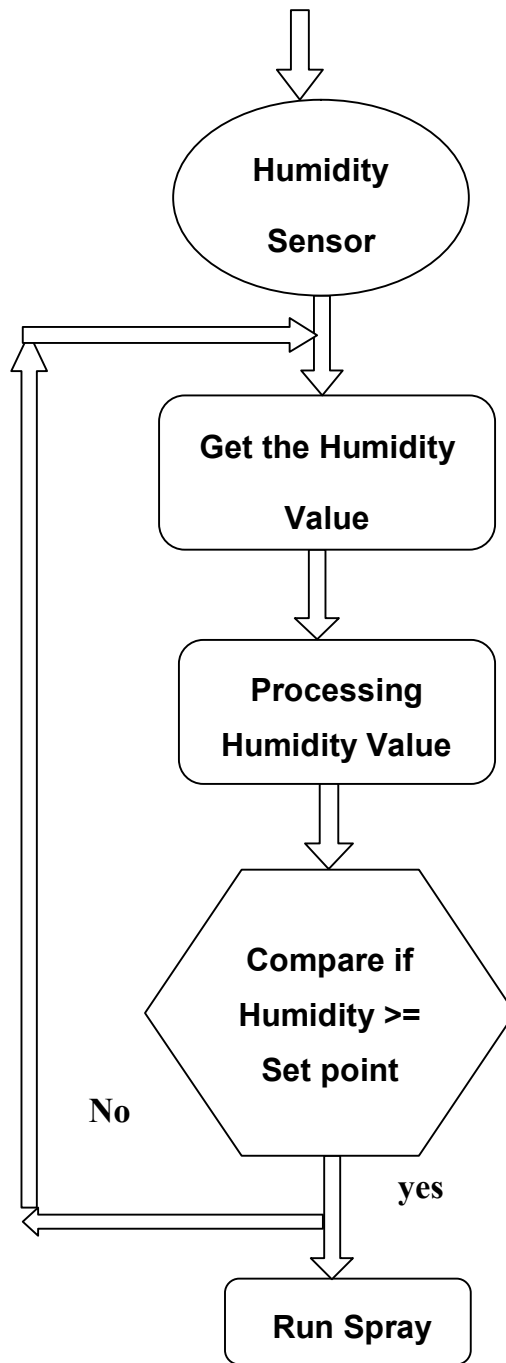 Humidity
Sensor
Get the Humidity
Value
Processing
Humidity Value
Compare if
Humidity >=
Set point
No
yes
Run Spray